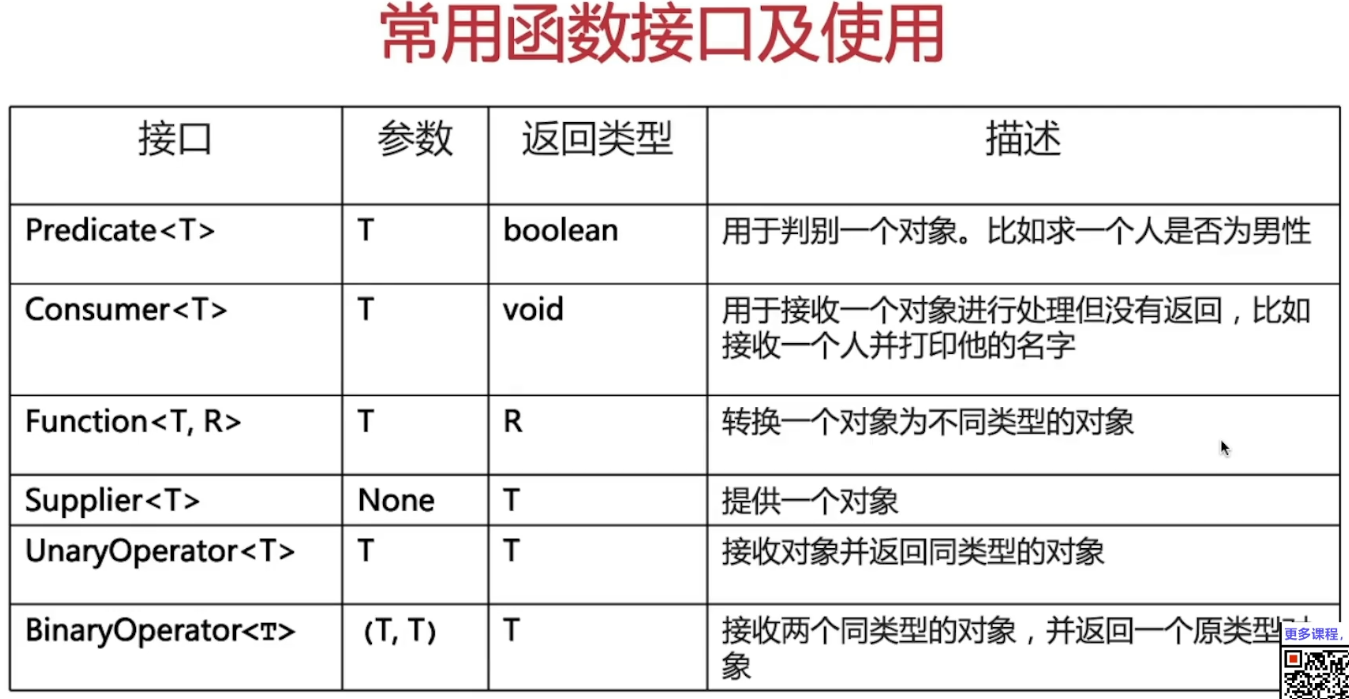 常用函数接口及使用
接口 参数 返回类型 描述
Predicate<T> T boolean 用于判别一个对象。比如求一个人是否为男性
Consumer<T> T void 用于接收一个对象进行处理但没有返回，比如
接收一个人并打印他的名字
Function<T, R> T R 转换一个对象为不同类型的对象
Supplier<T> None T 提供一个对象
UnaryOperator<T> T T 接收对象并返回同类型的对象
BinaryOperator<T> (T, T) T 接收两个同类型的对象，并返回一个原类型对
象
更多课程,